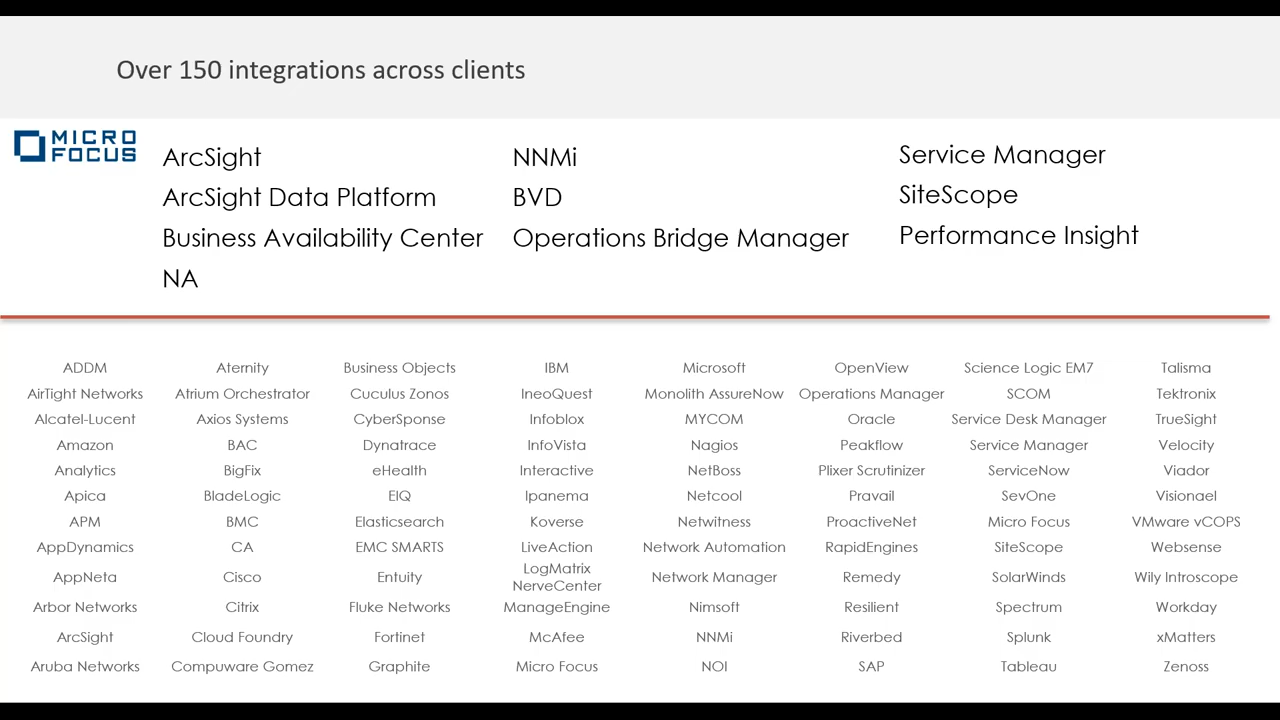 Over 150 integrations across clients
MICRO
FOCUS
ArcSight
ArcSight Data Platform
Business Availability Center
NA
NNMi
BVD
Operations Bridge Manager
Service Manager
SiteScope
Performance Insight
ADDM
AirTight Networks
Alcatel-Lucent
Amazon
Analytics
Apica
APM
AppDynamics
AppNeta
Arbor Networks
ArcSight
Aruba Networks
Aternity
Atrium Orchestrator
Axios Systems
BAC
BigFix
BladeLogic
BMC
CA
Cisco
Citrix
Cloud Foundry
Compuware Gomez
Business Objects
Cuculus Zonos
CyberSponse
Dynatrace
eHealth
EIQ
Elasticsearch
EMC SMARTS
Entuity
Fluke Networks
Fortinet
Graphite
IBM
IneoQuest
Infoblox
InfoVista
Interactive
Ipanema
Koverse
LiveAction
LogMatrix
NerveCenter
ManageEngine
McAfee
Micro Focus
Microsoft
Monolith AssureNow
MYCOM
Nagios
NetBoss
Netcool
Netwitness
Network Automation
Network Manager
Nimsoft
NNMi
NOI
OpenView
Operations Manager
Oracle
Peakflow
Plixer Scrutinizer
Pravail
ProactiveNet
RapidEngines
Remedy
Resilient
Riverbed
SAP
Science Logic EM7
SCOM
Service Desk Manager
Service Manager
ServiceNow
SevOne
Micro Focus
SiteScope
SolarWinds
Spectrum
Splunk
Tableau
Talisma
Tektronix
TrueSight
Velocity
Viador
Visionael
VMware vCOPS
Websense
Wily Introscope
Workday
xMatters
Zenoss